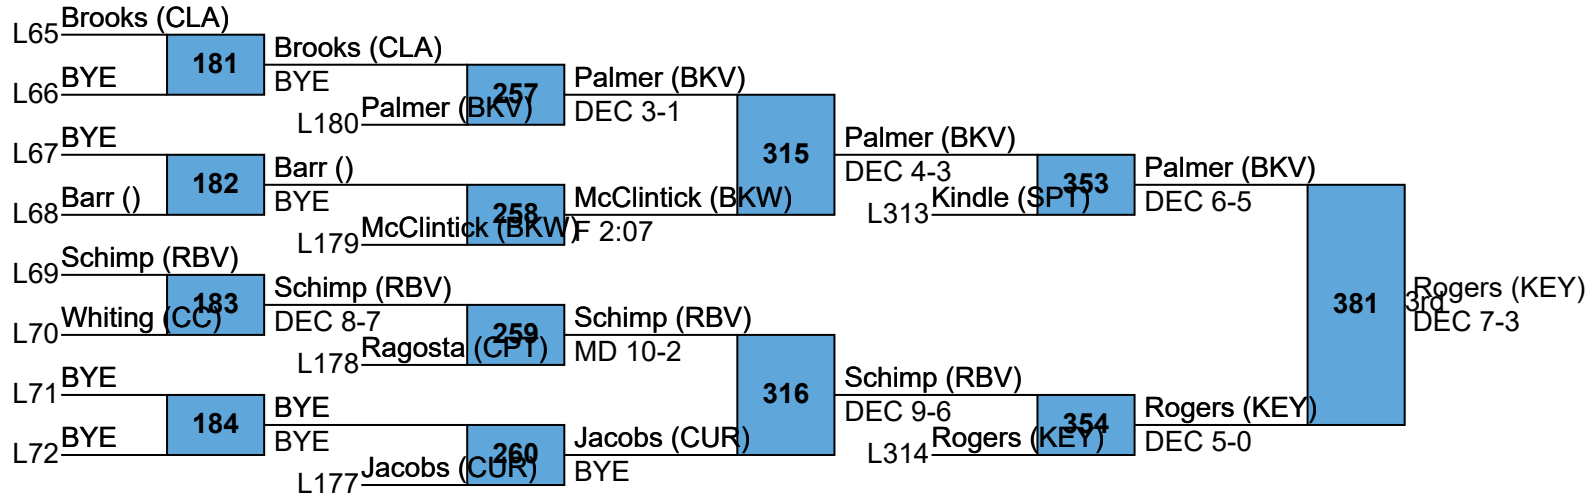 Brooks (CLA)
L65
181
Brooks (CLA)
BYE
L66
BYE
257
Palmer (BKV)
L180
Palmer (BKV)
DEC 3-1
BYE
L67
182
Barr ()
Barr ()
L68
BYE
258
McClintick (BKW)
L179
McClintick (BKW)
F 2:07
315
Palmer (BKV)
DEC 4-3
Kindle (SPT)
L313
353
Palmer (BKV)
DEC 6-5
Schimp (RBV)
L69
183
Schimp (RBV)
Whiting (CC)
L70
DEC 8-7
259
Ragosta (CPT)
L178
Schimp (RBV)
MD 10-2
BYE
L71
184
BYE
BYE
L72
BYE
260
Jacobs (CUR)
L177
Jacobs (CUR)
BYE
316
Schimp (RBV)
DEC 9-6
Rogers (KEY)
L314
354
Rogers (KEY)
DEC 5-0
381
3rd
Rogers (KEY)
DEC 7-3